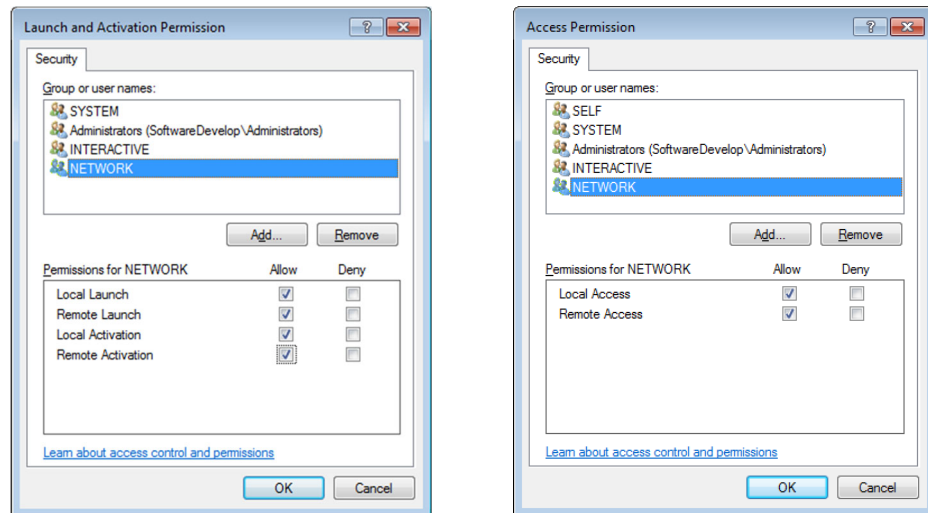 Launch and Activation Permission
Security
Group or user names:
SYSTEM
Administrators (SoftwareDevelop\Administrators)
INTERACTIVE
NETWORK
Add...
Remove
Permissions for NETWORK
Allow
Deny
Local Launch
Remote Launch
Local Activation
Remote Activation
Learn about access control and permissions
OK
Cancel
Access Permission
Security
Group or user names:
SELF
SYSTEM
Administrators (SoftwareDevelop\Administrators)
INTERACTIVE
NETWORK
Add...
Remove
Permissions for NETWORK
Allow
Deny
Local Access
Remote Access
Learn about access control and permissions
OK
Cancel